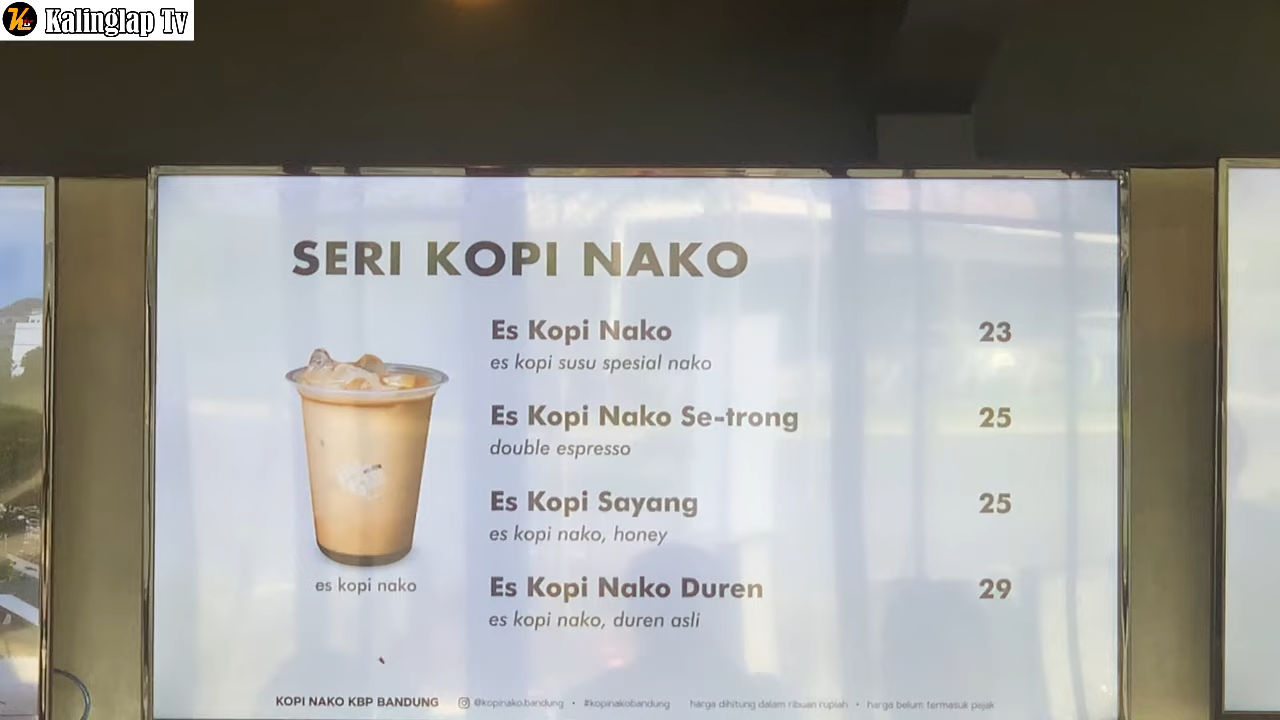 Kalinglap Tv
SERI KOPI NAKO
Es Kopi Nako 23
es kopi susu spesial nako
Es Kopi Nako Se-trong 25
double espresso
Es Kopi Sayang 25
es kopi nako, honey
Es Kopi Nako Duren 29
es kopi nako, duren asli
es kopi nako
KOPI NAKO KBP BANDUNG @kopinako.bandung • #kopinakobandung harga dihitung dalam ribuan rupiah • harga belum termasuk pajak